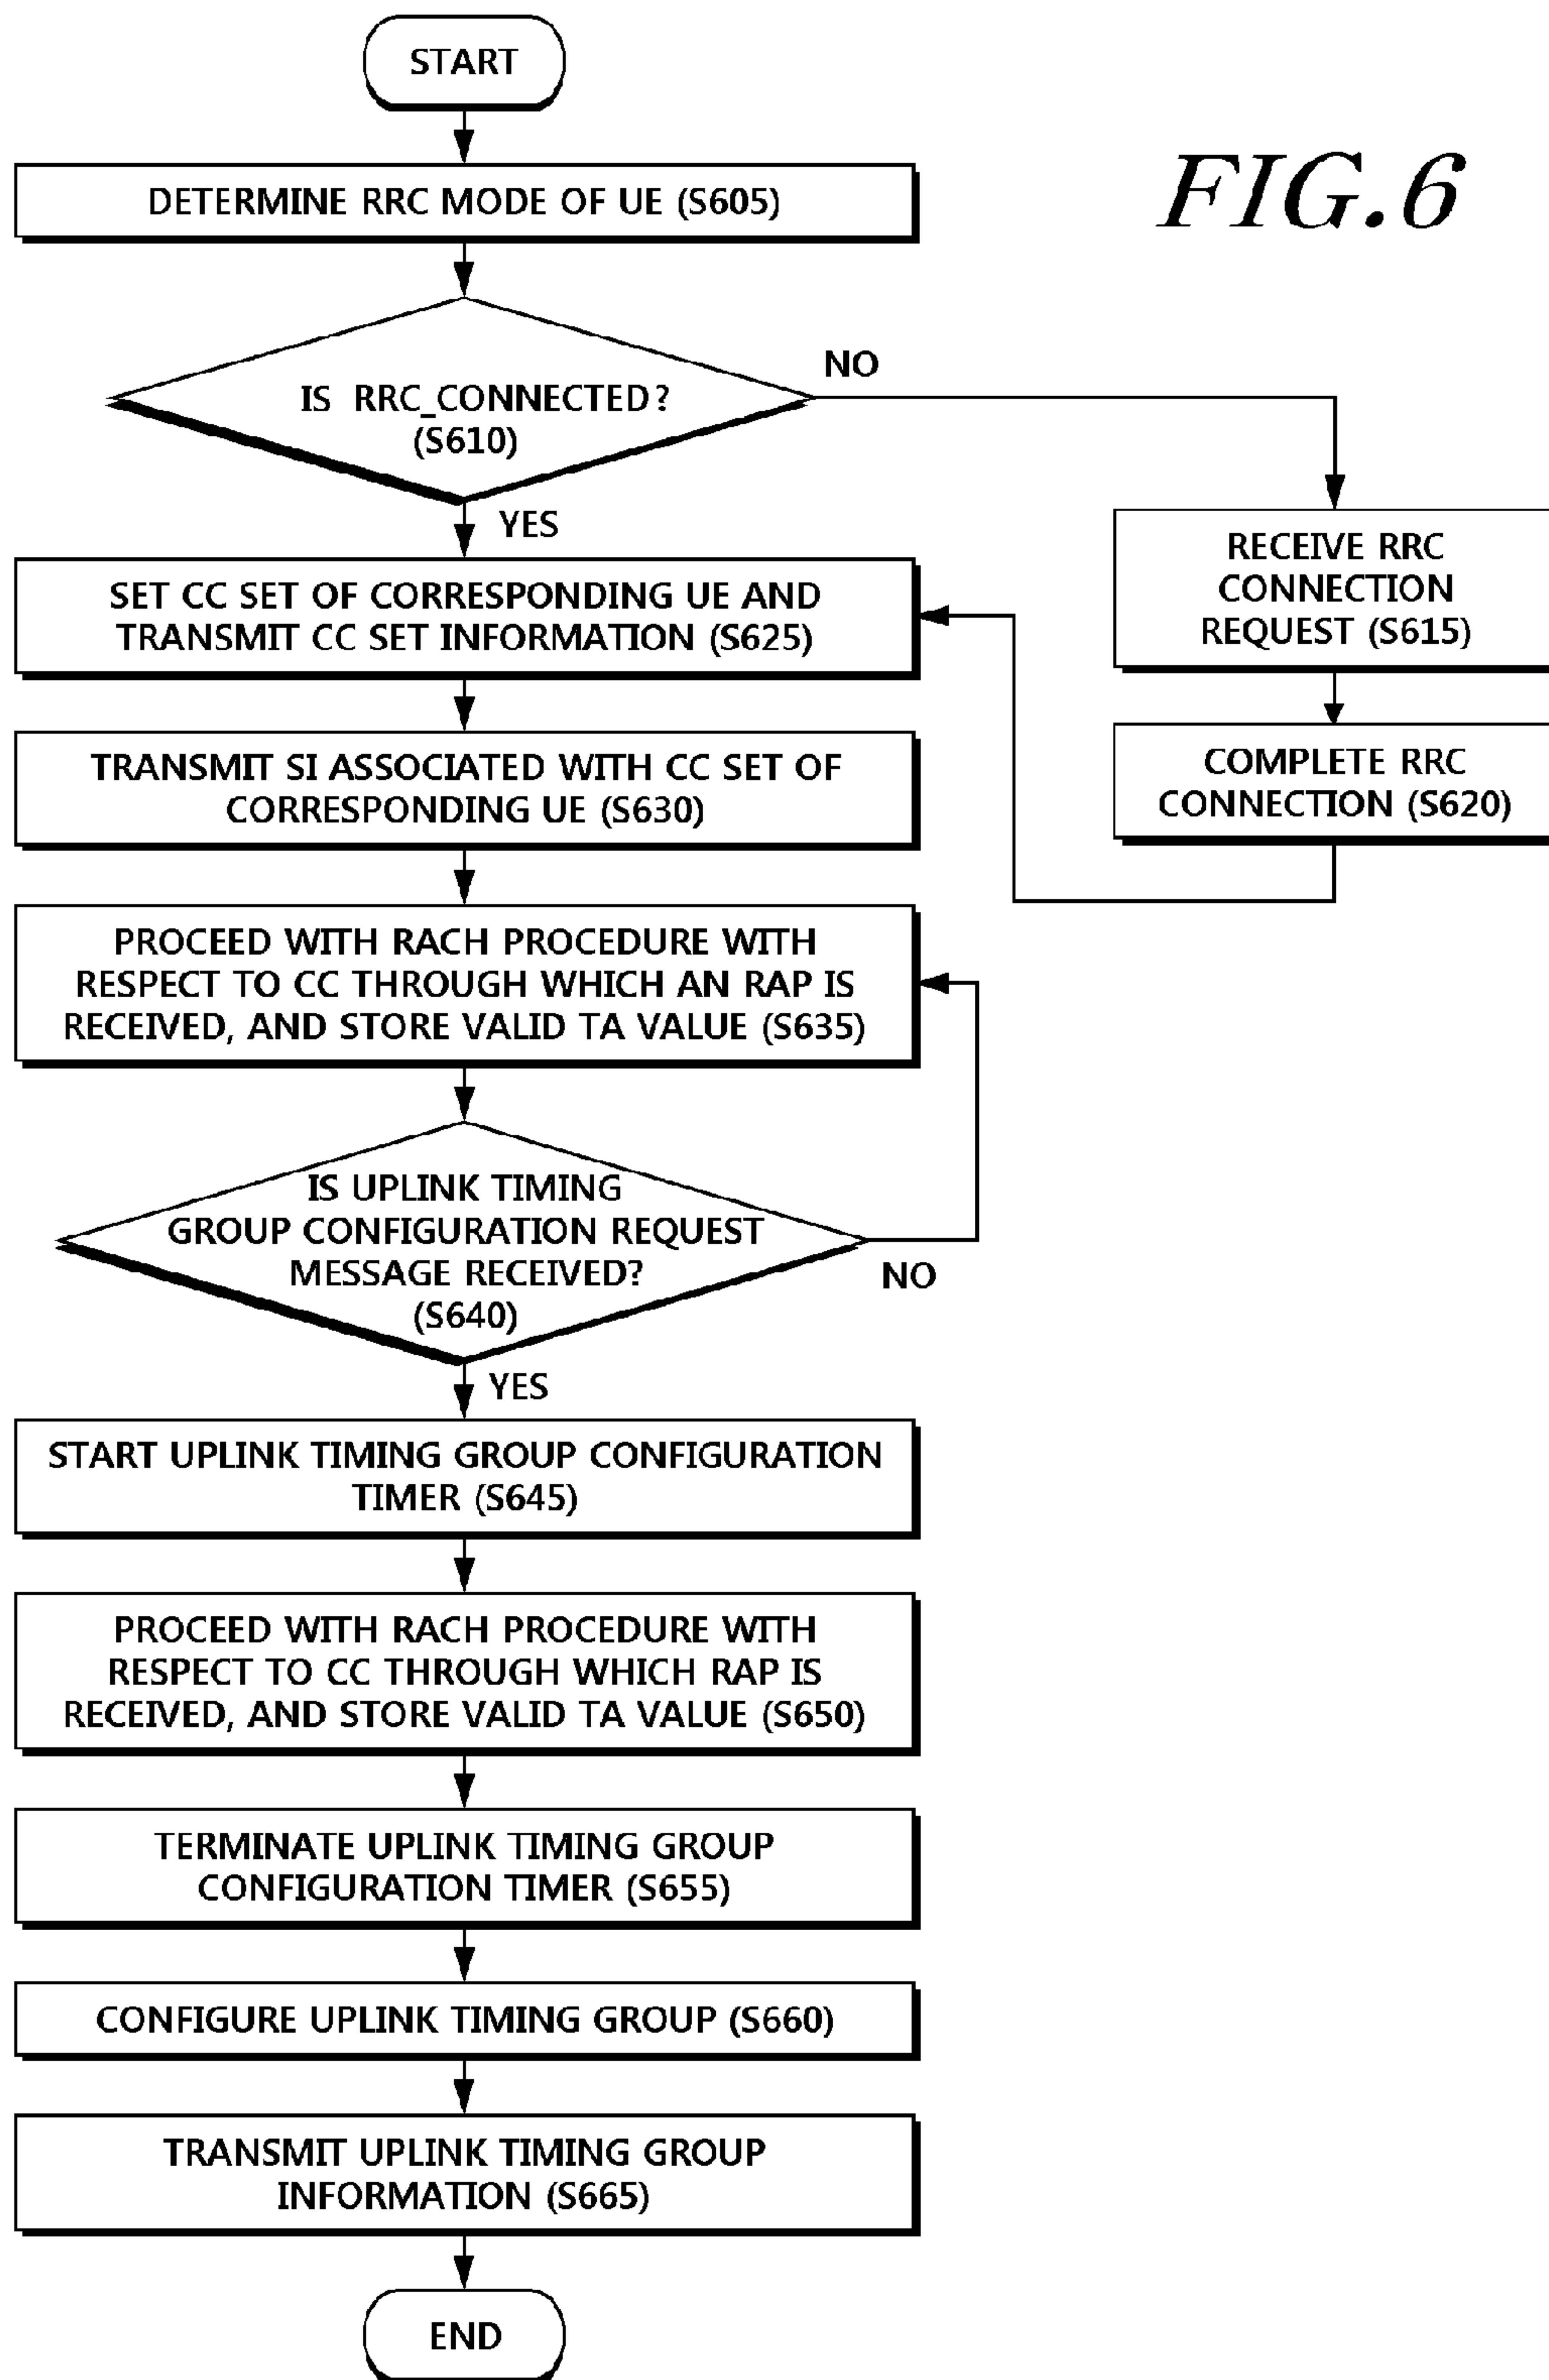 START
FIG.6
DETERMINE RRC MODE OF UE (S605)
IS RRC_CONNECTED?
(S610)
NO
YES
RECEIVE RRC
CONNECTION
REQUEST (S615)
COMPLETE RRC
CONNECTION (S620)
SET CC SET OF CORRESPONDING UE AND
TRANSMIT CC SET INFORMATION (S625)
TRANSMIT SI ASSOCIATED WITH CC SET OF
CORRESPONDING UE (S630)
PROCEED WITH RACH PROCEDURE WITH
RESPECT TO CC THROUGH WHICH AN RAP IS
RECEIVED, AND STORE VALID TA VALUE (S635)
IS UPLINK TIMING
GROUP CONFIGURATION REQUEST
MESSAGE RECEIVED?
(S640)
NO
YES
START UPLINK TIMING GROUP CONFIGURATION
TIMER (S645)
PROCEED WITH RACH PROCEDURE WITH
RESPECT TO CC THROUGH WHICH RAP IS
RECEIVED, AND STORE VALID TA VALUE (S650)
TERMINATE UPLINK TIMING GROUP
CONFIGURATION TIMER (S655)
CONFIGURE UPLINK TIMING GROUP (S660)
TRANSMIT UPLINK TIMING GROUP
INFORMATION (S665)
END